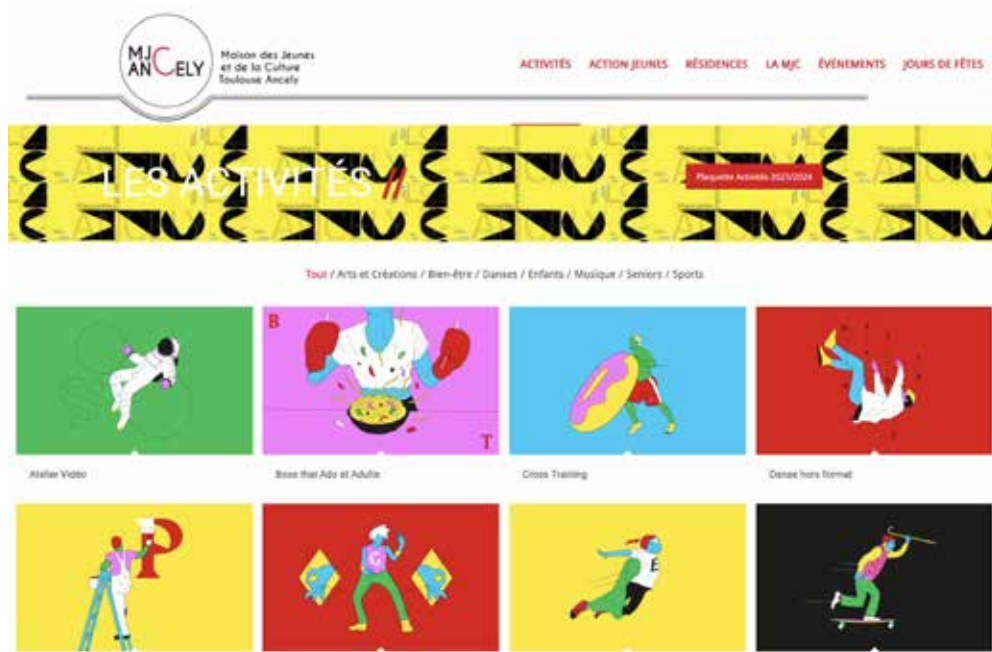 MJC
ANCELY
Maison des Jeunes
et de la Culture
Toulouse Ancely
ACTIVITÉS
ACTION JEUNES
RÉSIDENCES
LA MJC
ÉVÉNEMENTS
JOURS DE FÊTES
LES ACTIVITÉS //
Plaquette Activités 2023/2024
Tout / Arts et Créations / Bien-être / Danses / Enfants / Musique / Seniors / Sports
B
T
Atelier Vidéo
Boxe thaï Ado et Adulte
Cross Training
Danse hors format
P
G
E